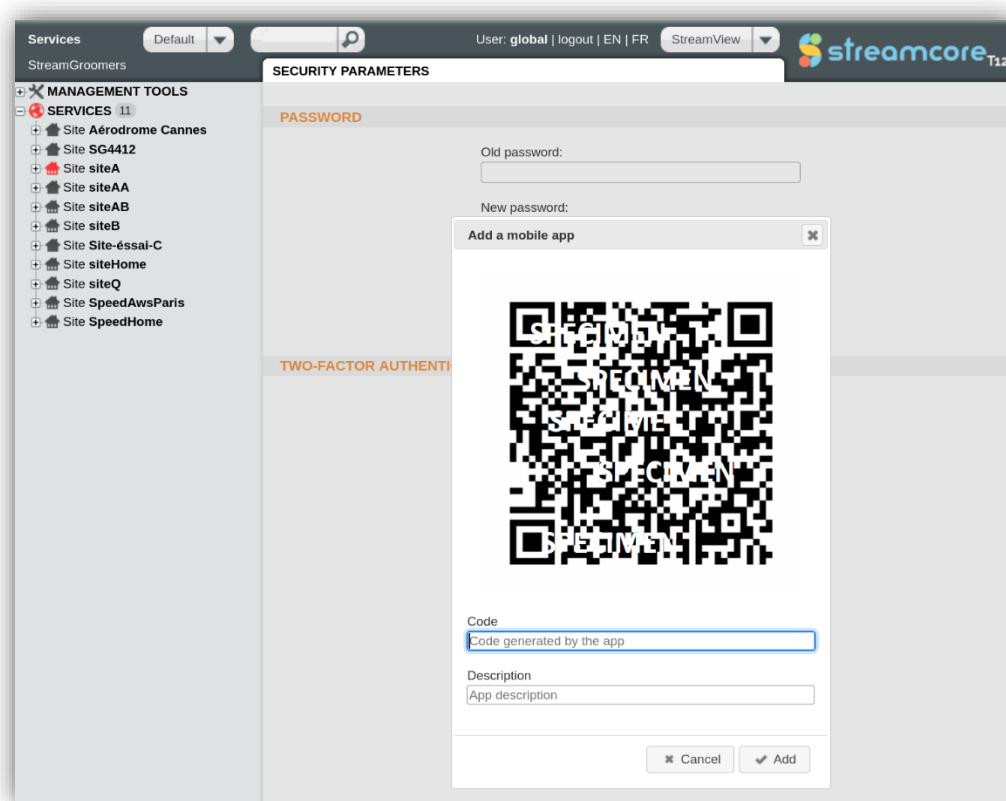 Services
Default
User: global | logout | EN | FR
StreamView
streamcore T12
StreamGroomers
SECURITY PARAMETERS
MANAGEMENT TOOLS
SERVICES 11
Site Aérodrome Cannes
Site SG4412
Site siteA
Site siteAA
Site siteAB
Site siteB
Site Site-éssai-C
Site siteHome
Site siteQ
Site SpeedAwsParis
Site SpeedHome
PASSWORD
Old password:
New password:
TWO-FACTOR AUTHENTI
Add a mobile app
SPECIMEN
SPECIMEN
SPECIMEN
SPECIMEN
SPECIMEN
Code
Code generated by the app
Description
App description
Cancel
Add